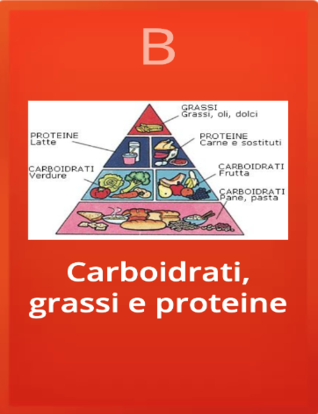 B
GRASSI
Grassi, oli, dolci
PROTEINE
Latte
PROTEINE
Carne e sostituti
CARBOIDRATI
Verdure
CARBOIDRATI
Frutta
CARBOIDRATI
Pane, pasta
Carboidrati,
grassi e proteine